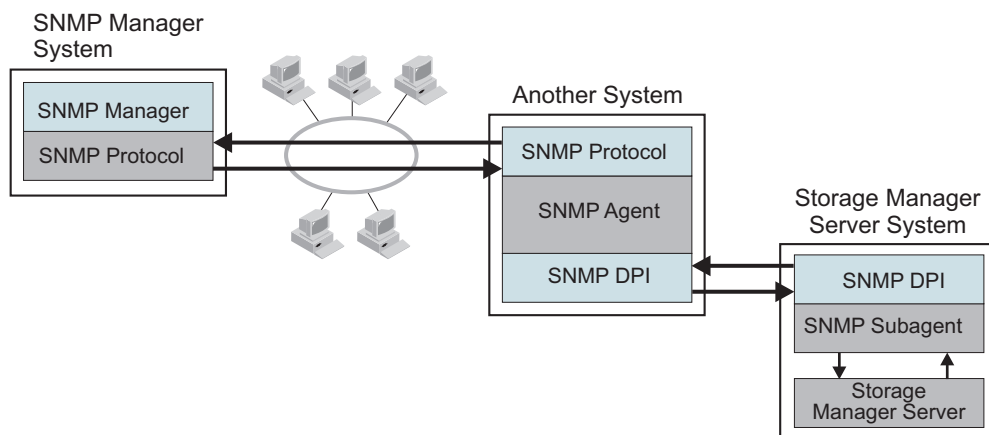 SNMP Manager
System
SNMP Manager
SNMP Protocol
Another System
SNMP Protocol
SNMP Agent
SNMP DPI
Storage Manager
Server System
SNMP DPI
SNMP Subagent
Storage
Manager Server